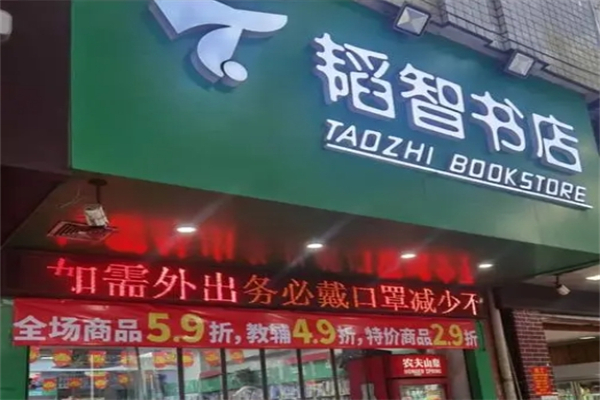 韬智书店
TAOZHI BOOKSTORE
如需外出务必戴口罩减少不
全场商品5.9折,教辅4.9折,特价商品2.9折
农夫山泉